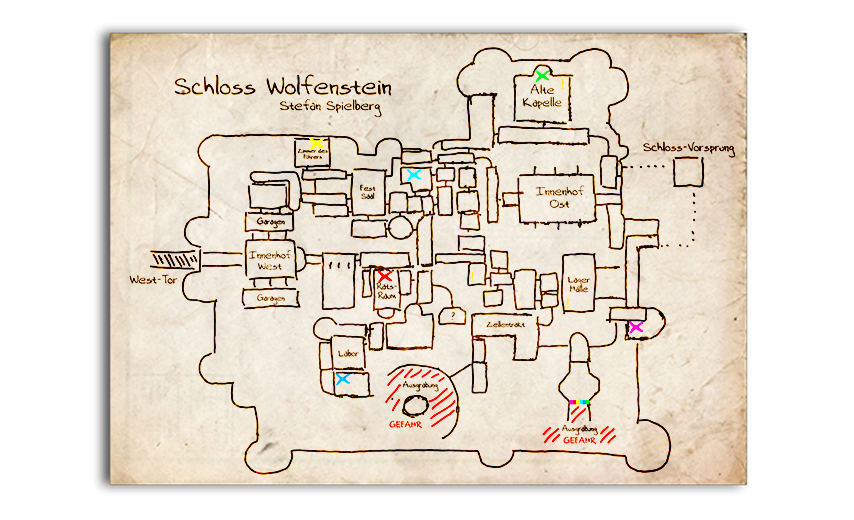 Schloss Wolfenstein
Stefan Spielberg
Alte
Kapelle
Schloss-Vorsprung
Zimmer des
Führers
Fest
Saal
Innenhof
Ost
Garagen
Innenhof
West
West-Tor
Garagen
Rats-
Raum
Lager
Halle
?
Zellentrakt
Labor
Ausgrabung
GEFAHR
Ausgrabung
GEFAHR